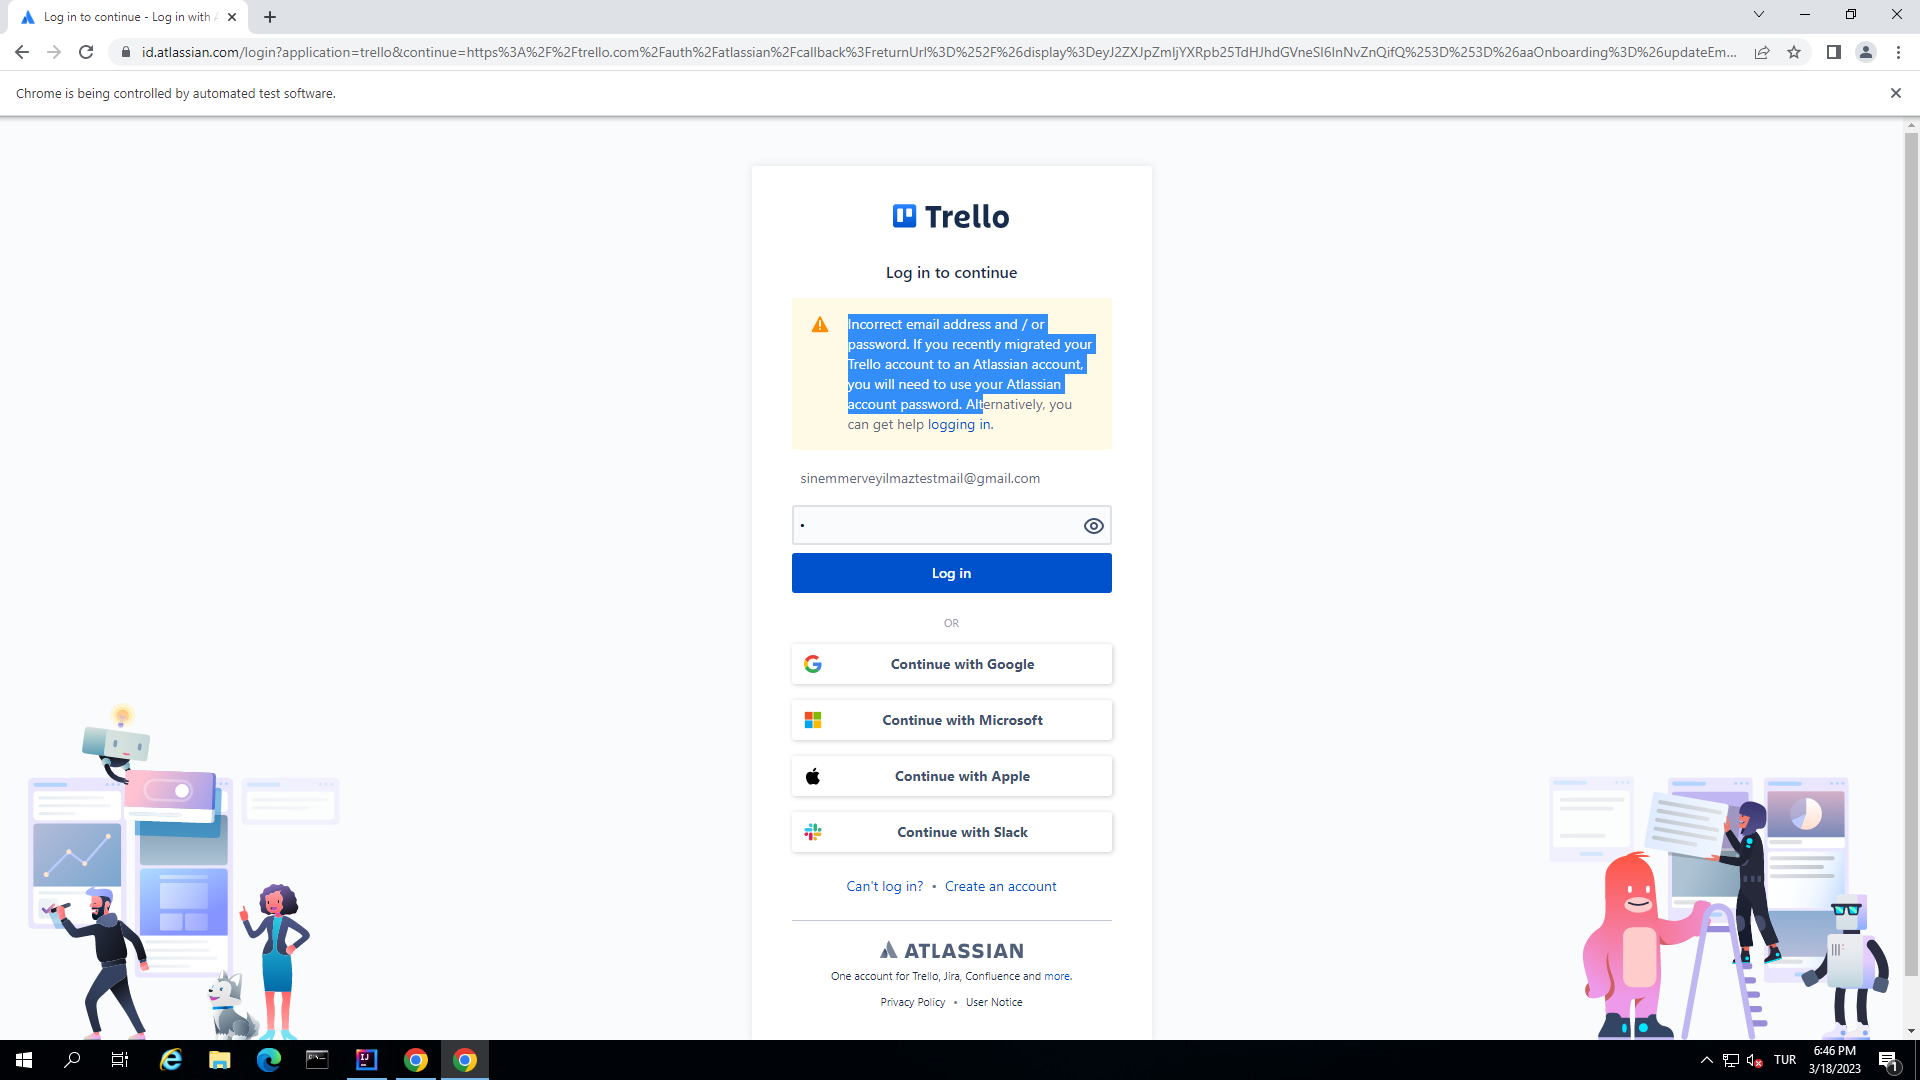 Log in to continue - Log in with A
id.atlassian.com/login?application=trello&continue=https%3A%2F%2Ftrello.com%2Fauth%2Fatlassian%2Fcallback%3FreturnUrl%3D%252F%26display%3DeyJ2ZXJpZmljYXRpb25TdHJhdGVneSI6InNvZnQifQ%253D%253D%26aaOnboarding%3D%26updateEm...
Chrome is being controlled by automated test software.
Trello
Log in to continue
Incorrect email address and / or
password. If you recently migrated your
Trello account to an Atlassian account,
you will need to use your Atlassian
account password. Alternatively, you
can get help logging in.
sinemmerveyilmaztestmail@gmail.com
•
Log in
OR
Continue with Google
Continue with Microsoft
Continue with Apple
Continue with Slack
Can't log in? • Create an account
ATLASSIAN
One account for Trello, Jira, Confluence and more.
Privacy Policy • User Notice
TUR
6:46 PM
3/18/2023
1